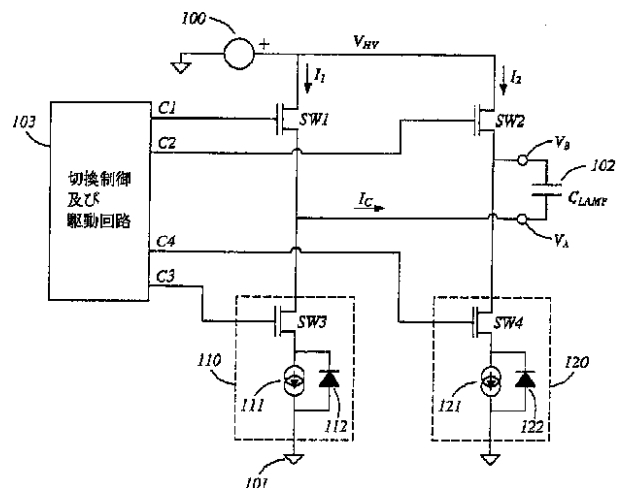 100
+
V_HV
I_1
I_2
103
C1
SW1
SW2
C2
V_B
102
切換制御
及び
駆動回路
C_LAMP
I_C
V_A
C4
C3
SW3
SW4
110
120
111
112
121
122
101